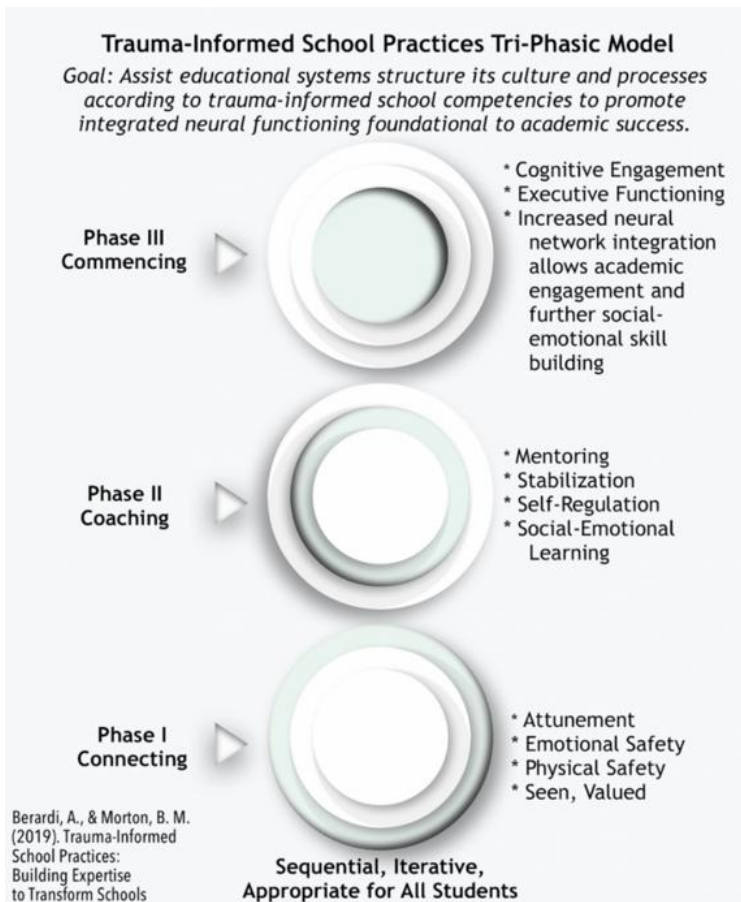 Trauma-Informed School Practices Tri-Phasic Model
Goal: Assist educational systems structure its culture and processes
according to trauma-informed school competencies to promote
integrated neural functioning foundational to academic success.
Phase III
Commencing
* Cognitive Engagement
* Executive Functioning
* Increased neural
network integration
allows academic
engagement and
further social-
emotional skill
building
Phase II
Coaching
* Mentoring
* Stabilization
* Self-Regulation
* Social-Emotional
Learning
Phase I
Connecting
* Attunement
* Emotional Safety
* Physical Safety
* Seen, Valued
Berardi, A., & Morton, B. M.
(2019). Trauma-Informed
School Practices:
Building Expertise
to Transform Schools
Sequential, Iterative,
Appropriate for All Students